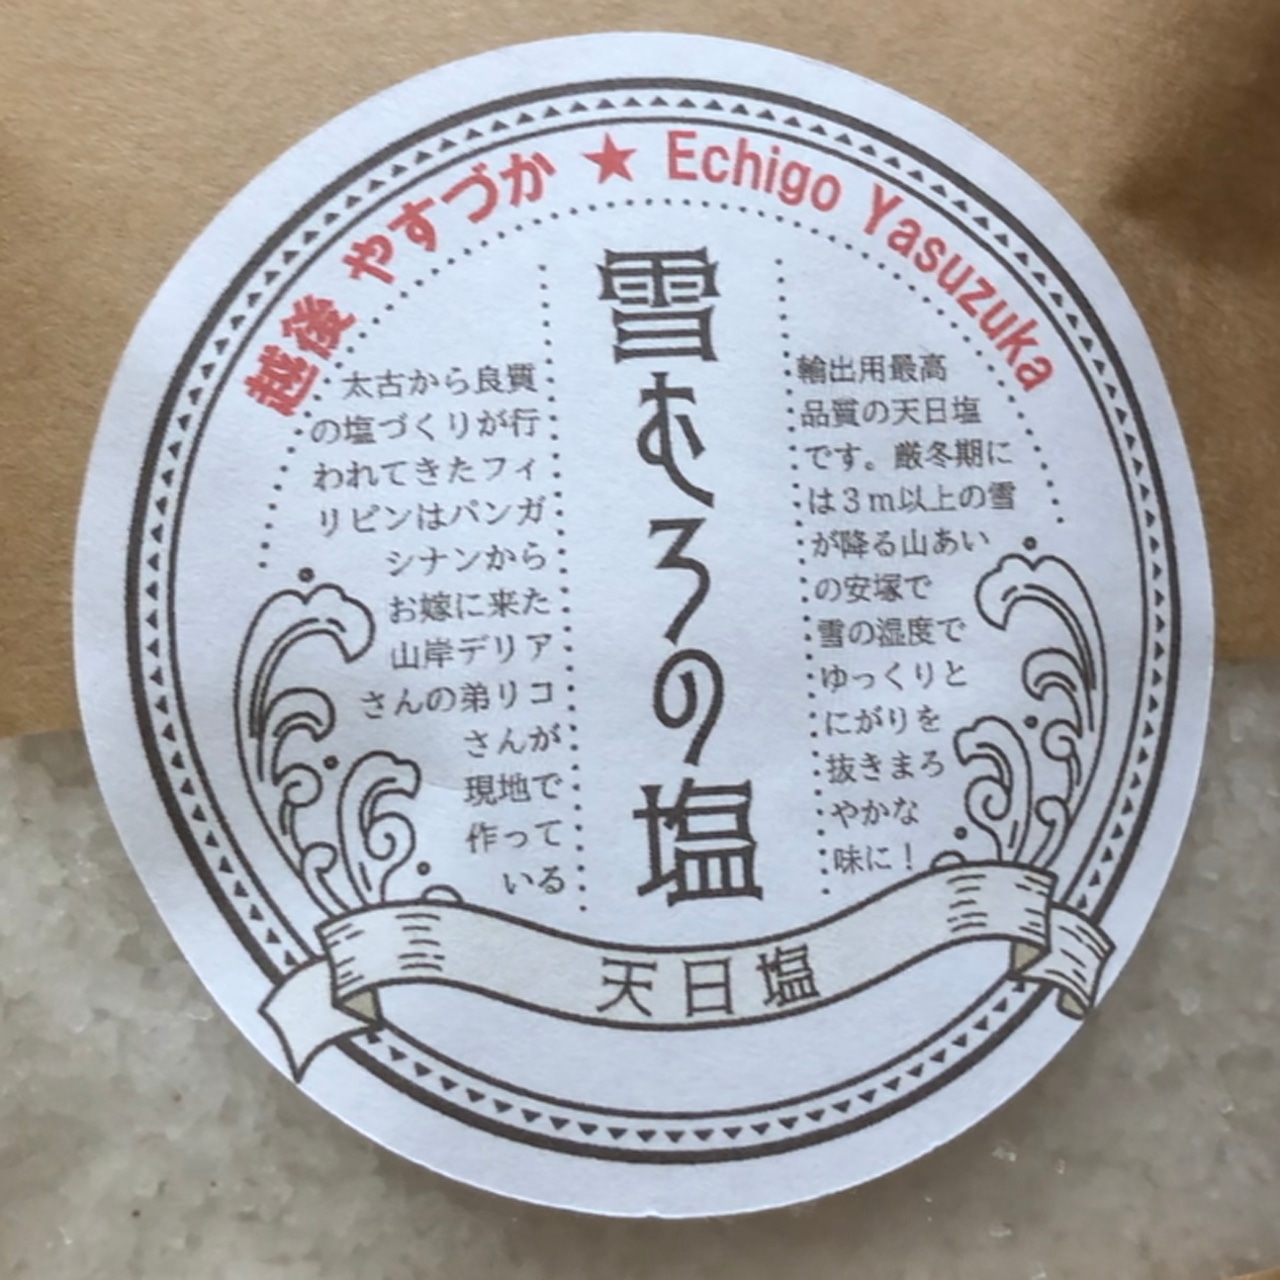 越後 やすづか ★ Echigo Yasuzuka
雪むろの塩
太古から良質
の塩づくりが行
われてきたフィ
リピンはパンガ
シナンから
お嫁に来た
山岸デリア
さんの弟リコ
さんが
現地で
作って
いる
輸出用最高
品質の天日塩
です。厳冬期に
は3m以上の雪
が降る山あい
の安塚で
雪の湿度で
ゆっくりと
にがりを
抜きまろ
やかな
味に!
天日塩